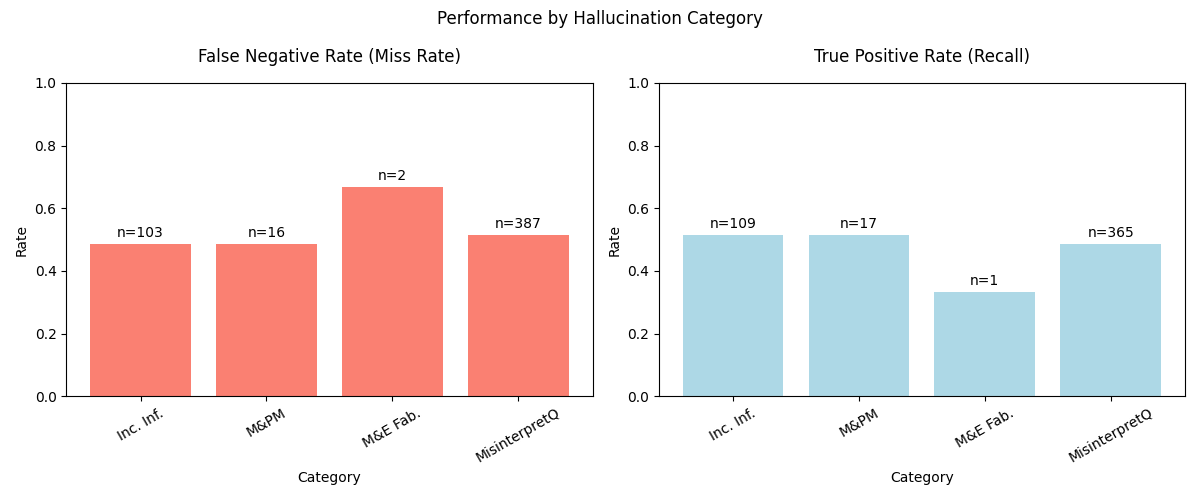 Performance by Hallucination Category
False Negative Rate (Miss Rate)
1.0
0.8
0.6
0.4
0.2
0.0
Rate
n=103
n=16
n=2
n=387
Inc. Inf.
M&PM
M&E Fab.
MisinterpretQ
Category
True Positive Rate (Recall)
1.0
0.8
0.6
0.4
0.2
0.0
Rate
n=109
n=17
n=1
n=365
Inc. Inf.
M&PM
M&E Fab.
MisinterpretQ
Category